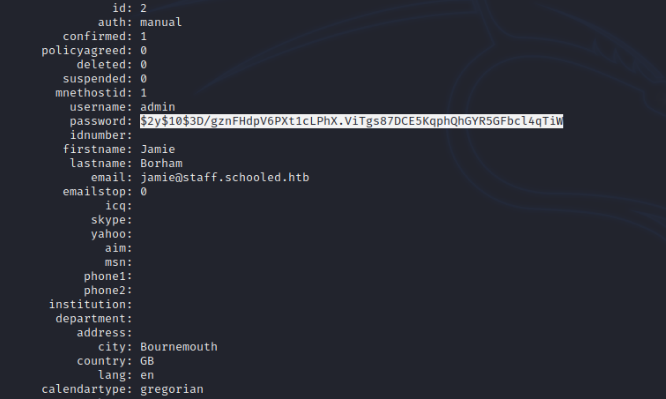 id: 2
auth: manual
confirmed: 1
policyagreed: 0
deleted: 0
suspended: 0
mnethostid: 1
username: admin
password: $2y$10$3D/gznFHdpV6PXt1cLPhX.ViTgs87DCE5KqphQhGYR5GFbcl4qTiW
idnumber:
firstname: Jamie
lastname: Borham
email: jamie@staff.schooled.htb
emailstop: 0
icq:
skype:
yahoo:
aim:
msn:
phone1:
phone2:
institution:
department:
address:
city: Bournemouth
country: GB
lang: en
calendartype: gregorian